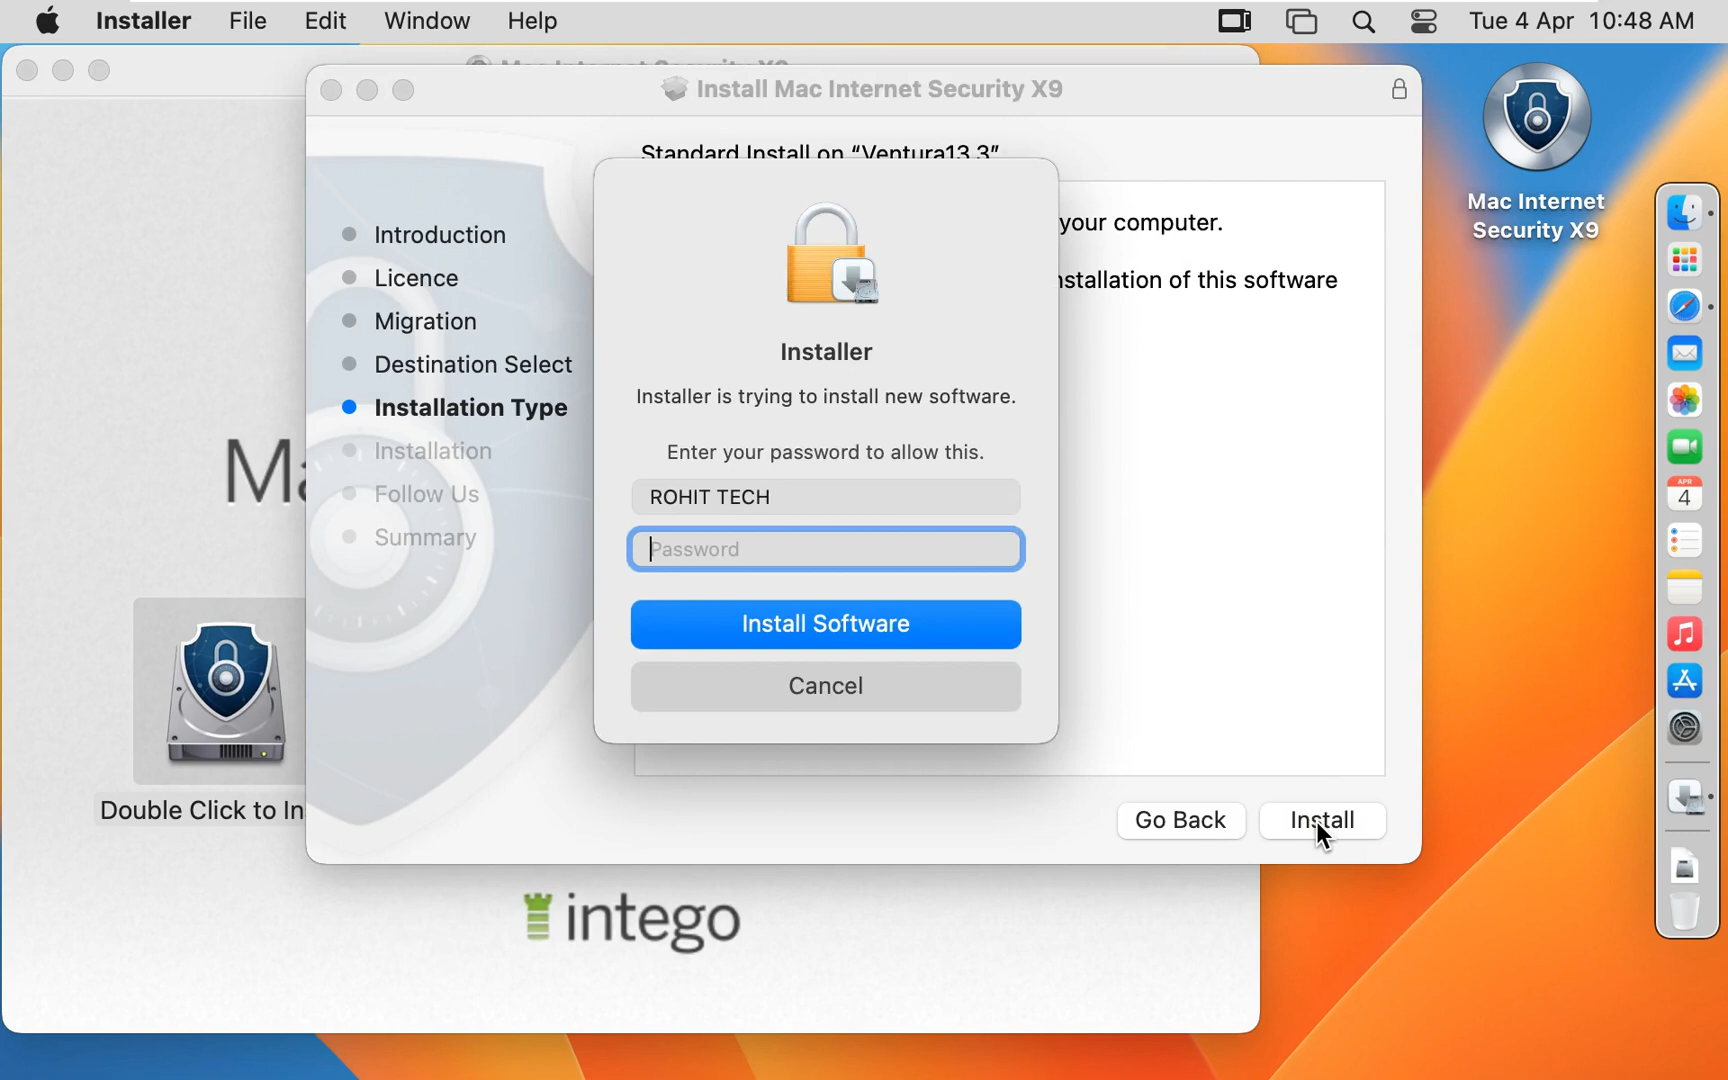 Installer File Edit Window Help Tue 4 Apr 10:48 AM
Install Mac Internet Security X9
Standard Install on “Ventura13.3”
your computer.
nstallation of this software
Introduction
Licence
Migration
Destination Select
Installation Type
Installation
Follow Us
Summary
Installer
Installer is trying to install new software.
Enter your password to allow this.
ROHIT TECH
Password
Install Software
Cancel
Go Back Install
Ma
Double Click to In
intego
Mac Internet
Security X9
APR
4